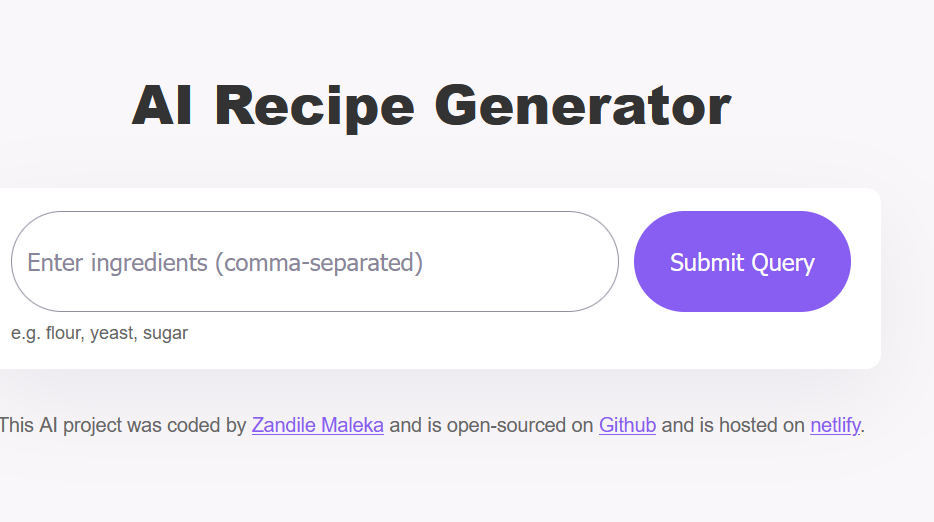 AI Recipe Generator
Enter ingredients (comma-separated)
Submit Query
e.g. flour, yeast, sugar
This AI project was coded by Zandile Maleka and is open-sourced on Github and is hosted on netlify.